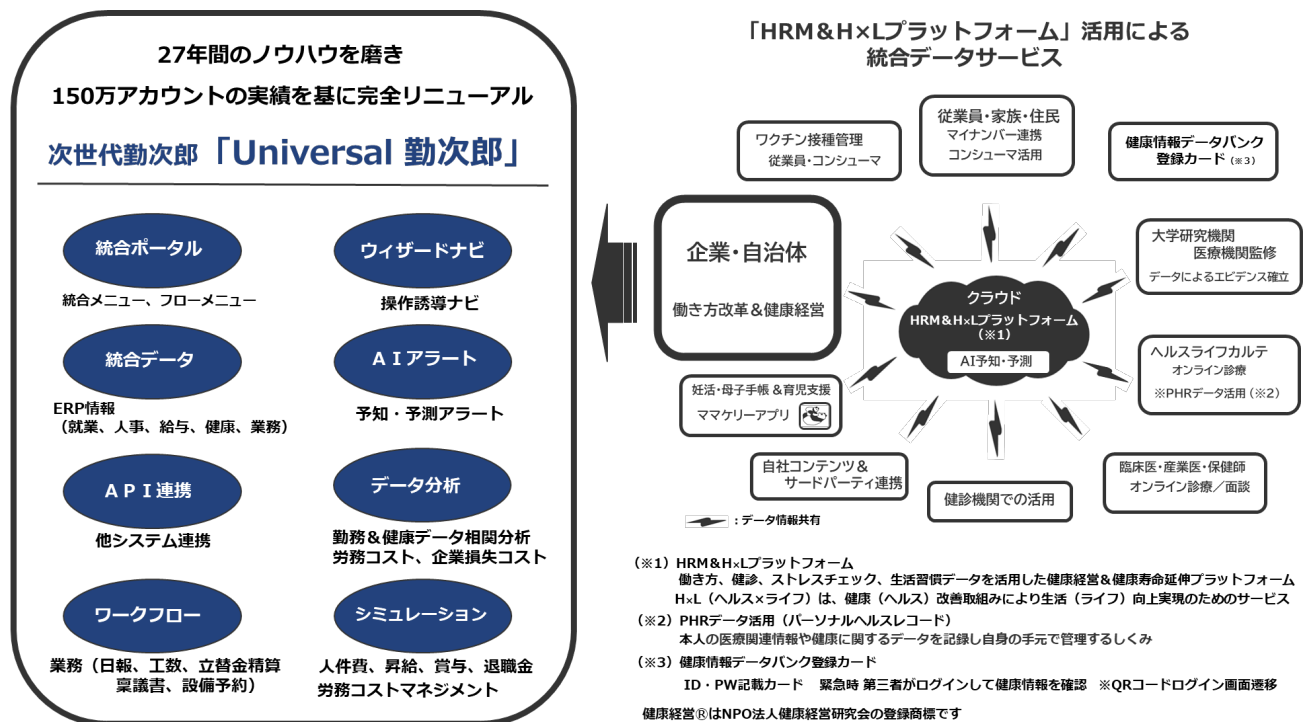 27年間のノウハウを磨き
150万アカウントの実績を基に完全リニューアル
次世代勤次郎「Universal 勤次郎」
統合ポータル
統合メニュー、フローメニュー
ウィザードナビ
操作誘導ナビ
統合データ
ERP情報
（就業、人事、給与、健康、業務）
AIアラート
予知・予測アラート
API連携
他システム連携
データ分析
勤務＆健康データ相関分析
労務コスト、企業損失コスト
ワークフロー
業務（日報、工数、立替金精算
稟議書、設備予約）
シミュレーション
人件費、昇給、賞与、退職金
労務コストマネジメント
「HRM＆H×Lプラットフォーム」活用による
統合データサービス
ワクチン接種管理
従業員・コンシューマ
従業員・家族・住民
マイナンバー連携
コンシューマ活用
健康情報データバンク
登録カード（※3）
企業・自治体
働き方改革＆健康経営
大学研究機関
医療機関監修
データによるエビデンス確立
クラウド
HRM＆H×Lプラットフォーム
（※1）
AI予知・予測
ヘルスライフカルテ
オンライン診療
※PHRデータ活用（※2）
妊活・母子手帳＆育児支援
ママケリーアプリ
自社コンテンツ＆
サードパーティ連携
健診機関での活用
臨床医・産業医・保健師
オンライン診療／面談
：データ情報共有
（※1）HRM＆H×Lプラットフォーム
働き方、健診、ストレスチェック、生活習慣データを活用した健康経営＆健康寿命延伸プラットフォーム
H×L（ヘルス×ライフ）は、健康（ヘルス）改善取組みにより生活（ライフ）向上実現のためのサービス
（※2）PHRデータ活用（パーソナルヘルスレコード）
本人の医療関連情報や健康に関するデータを記録し自身の手元で管理するしくみ
（※3）健康情報データバンク登録カード
ID・PW記載カード　緊急時 第三者がログインして健康情報を確認　※QRコードログイン画面遷移
健康経営®はNPO法人健康経営研究会の登録商標です